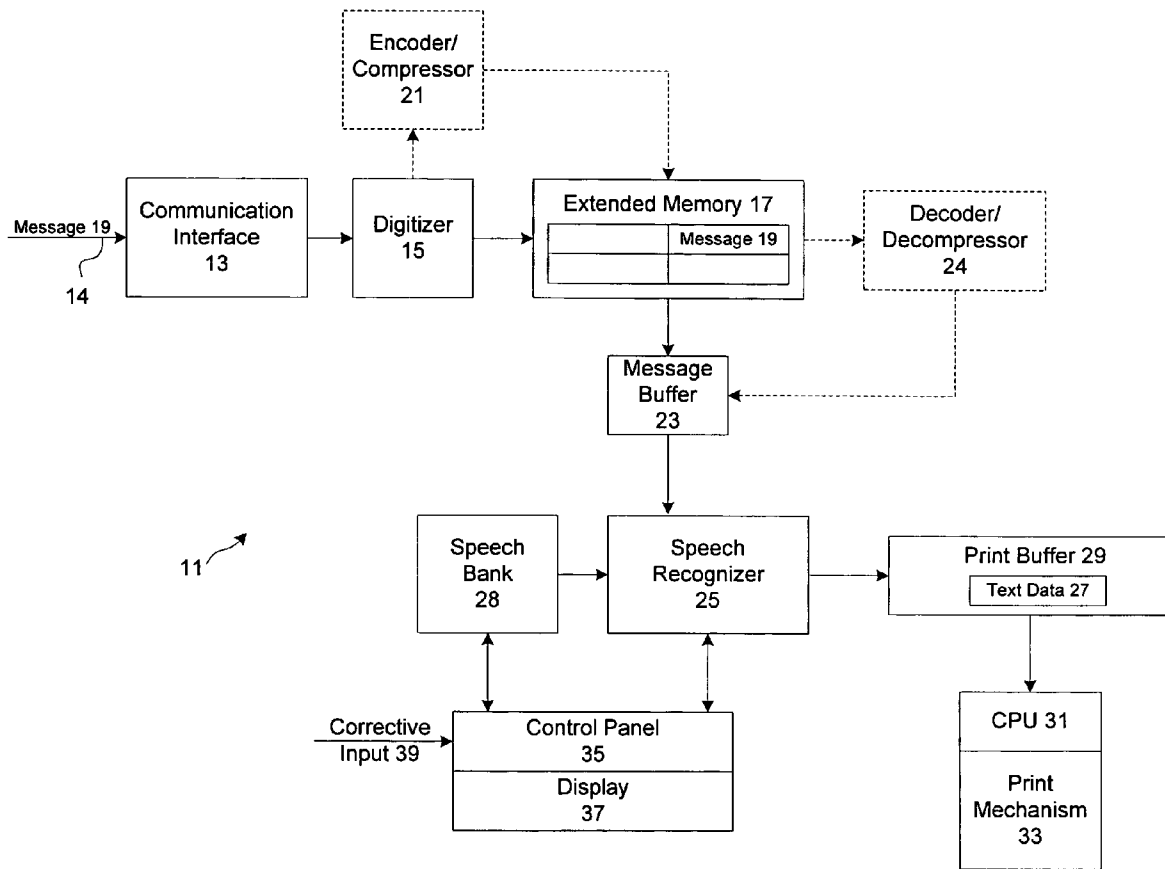 Encoder/
Compressor
21
Message 19
14
Communication
Interface
13
Digitizer
15
Extended Memory 17
Message 19
Decoder/
Decompressor
24
Message
Buffer
23
11
Speech
Bank
28
Speech
Recognizer
25
Print Buffer 29
Text Data 27
Corrective
Input 39
Control Panel
35
Display
37
CPU 31
Print
Mechanism
33